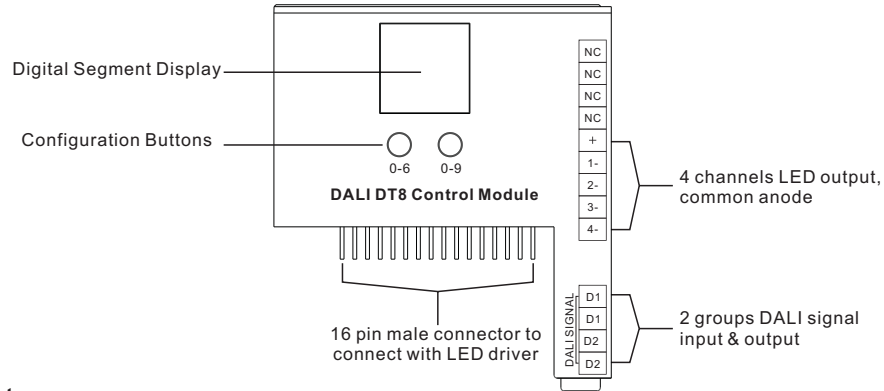 Digital Segment Display
Configuration Buttons
0-6
0-9
DALI DT8 Control Module
NC
NC
NC
NC
+
1-
2-
3-
4-
4 channels LED output,
common anode
16 pin male connector to
connect with LED driver
DALI SIGNAL
D1
D1
D2
D2
2 groups DALI signal
input & output